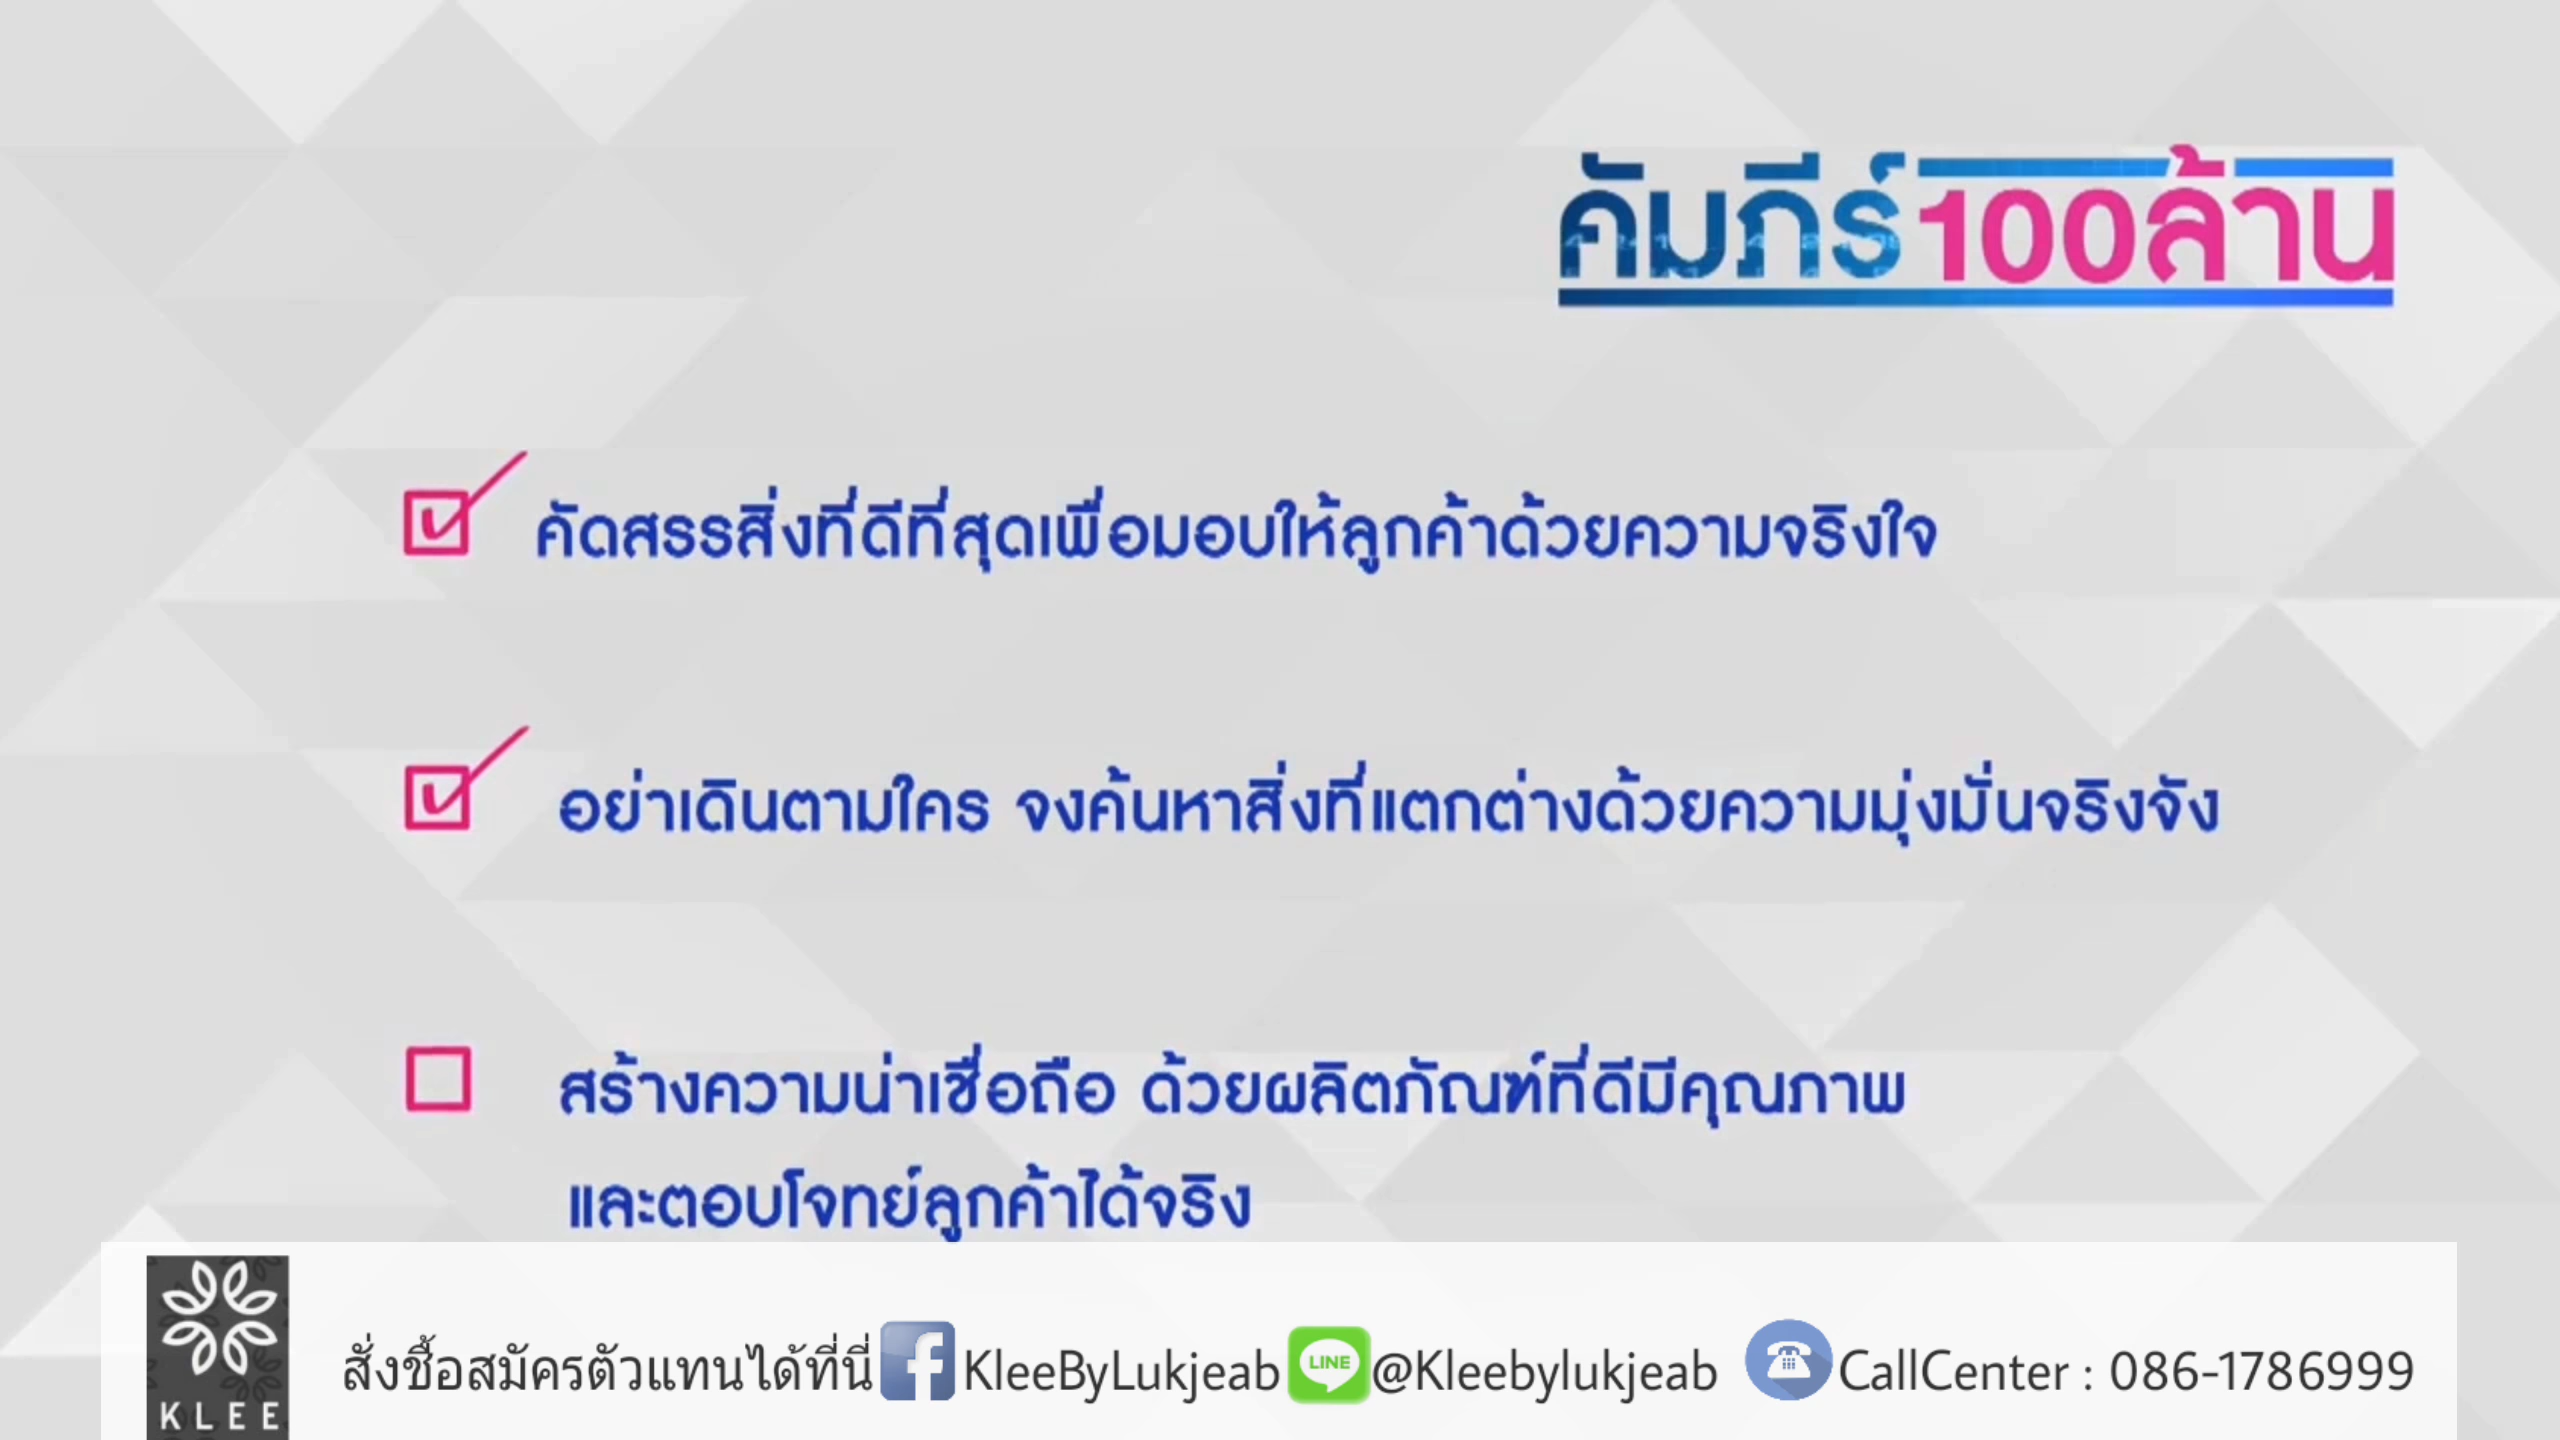 คัมภีร์100ล้าน
คัดสรรสิ่งที่ดีที่สุดเพื่อมอบให้ลูกค้าด้วยความจริงใจ
อย่าเดินตามใคร จงค้นหาสิ่งที่แตกต่างด้วยความมุ่งมั่นจริงจัง
สร้างความน่าเชื่อถือ ด้วยผลิตภัณฑ์ที่ดีมีคุณภาพ
และตอบโจทย์ลูกค้าได้จริง
KLEE
สั่งซื้อสมัครตัวแทนได้ที่นี่ KleeByLukjeab LINE @Kleebylukjeab CallCenter : 086-1786999